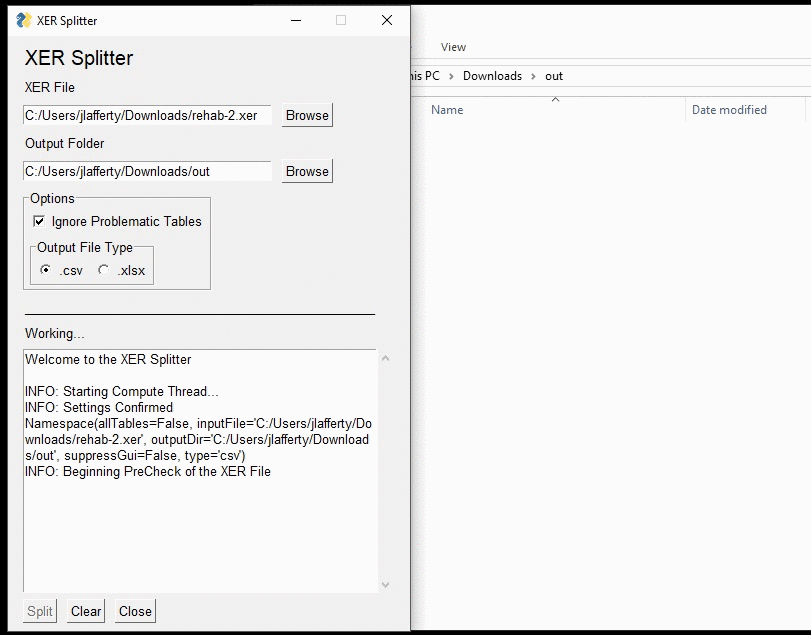 XER Splitter
XER Splitter
XER File
C:/Users/jlafferty/Downloads/rehab-2.xer Browse
Output Folder
C:/Users/jlafferty/Downloads/out Browse
Options
Ignore Problematic Tables
Output File Type
.csv .xlsx
Working...
Welcome to the XER Splitter
INFO: Starting Compute Thread...
INFO: Settings Confirmed
Namespace(allTables=False, inputFile='C:/Users/jlafferty/Do
wnloads/rehab-2.xer', outputDir='C:/Users/jlafferty/Download
s/out', suppressGui=False, type='csv')
INFO: Beginning PreCheck of the XER File
Split Clear Close
View
PC > Downloads > out
Name Date modified